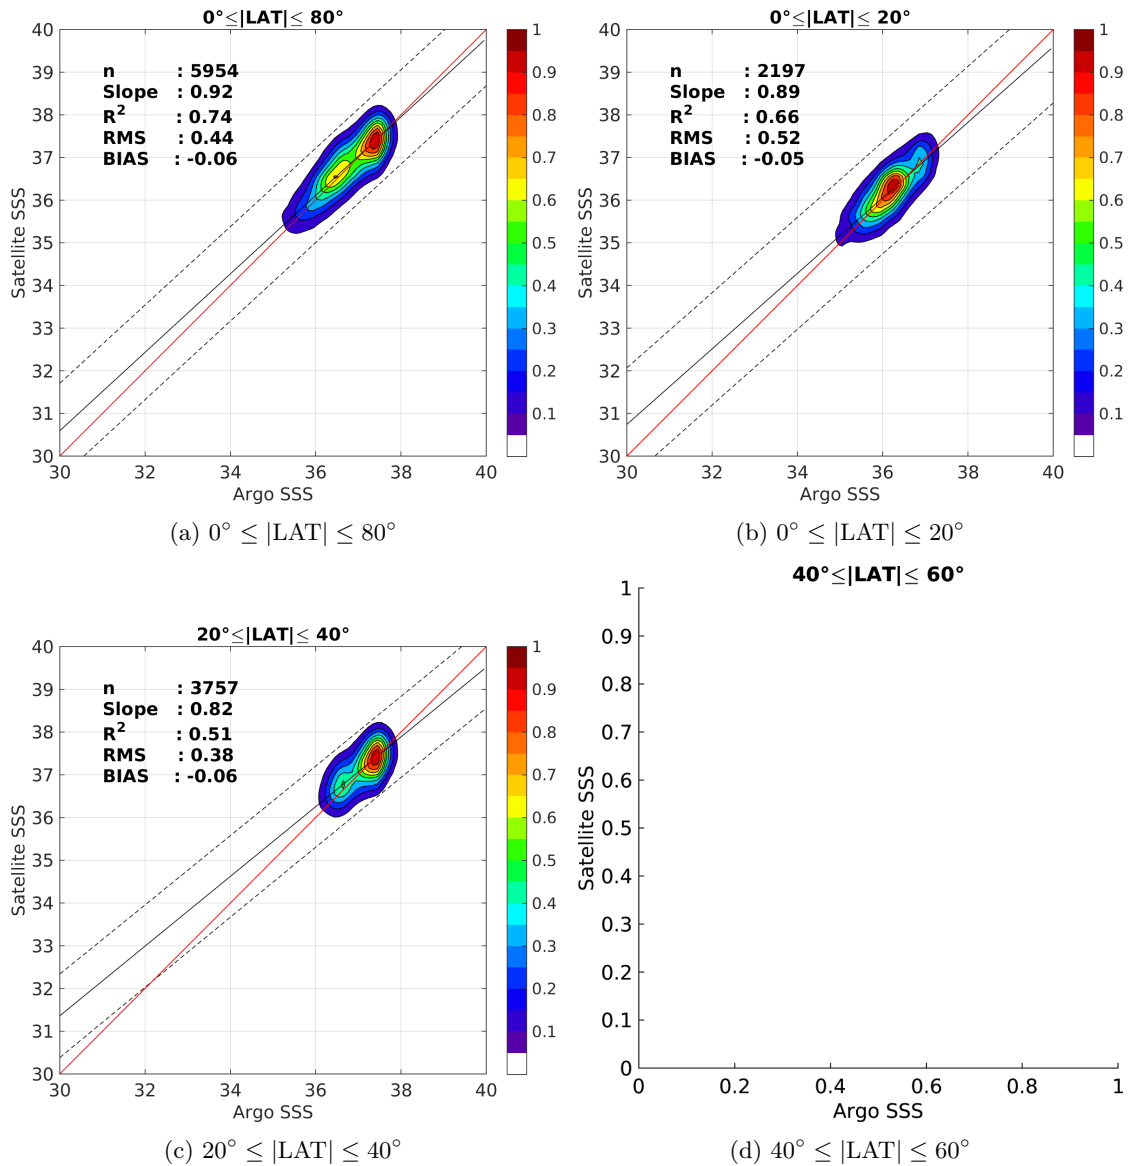 0°≤|LAT|≤ 80°
n : 5954
Slope : 0.92
R² : 0.74
RMS : 0.44
BIAS : -0.06
40
39
38
37
36
35
34
33
32
31
30
30 32 34 36 38 40
Satellite SSS
Argo SSS
1
0.9
0.8
0.7
0.6
0.5
0.4
0.3
0.2
0.1
(a) 0° ≤ |LAT| ≤ 80°
0°≤|LAT|≤ 20°
n : 2197
Slope : 0.89
R² : 0.66
RMS : 0.52
BIAS : -0.05
40
39
38
37
36
35
34
33
32
31
30
30 32 34 36 38 40
Satellite SSS
Argo SSS
1
0.9
0.8
0.7
0.6
0.5
0.4
0.3
0.2
0.1
(b) 0° ≤ |LAT| ≤ 20°
20°≤|LAT|≤ 40°
n : 3757
Slope : 0.82
R² : 0.51
RMS : 0.38
BIAS : -0.06
40
39
38
37
36
35
34
33
32
31
30
30 32 34 36 38 40
Satellite SSS
Argo SSS
1
0.9
0.8
0.7
0.6
0.5
0.4
0.3
0.2
0.1
(c) 20° ≤ |LAT| ≤ 40°
40°≤|LAT|≤ 60°
1
0.9
0.8
0.7
0.6
0.5
0.4
0.3
0.2
0.1
0
0 0.2 0.4 0.6 0.8 1
Satellite SSS
Argo SSS
(d) 40° ≤ |LAT| ≤ 60°